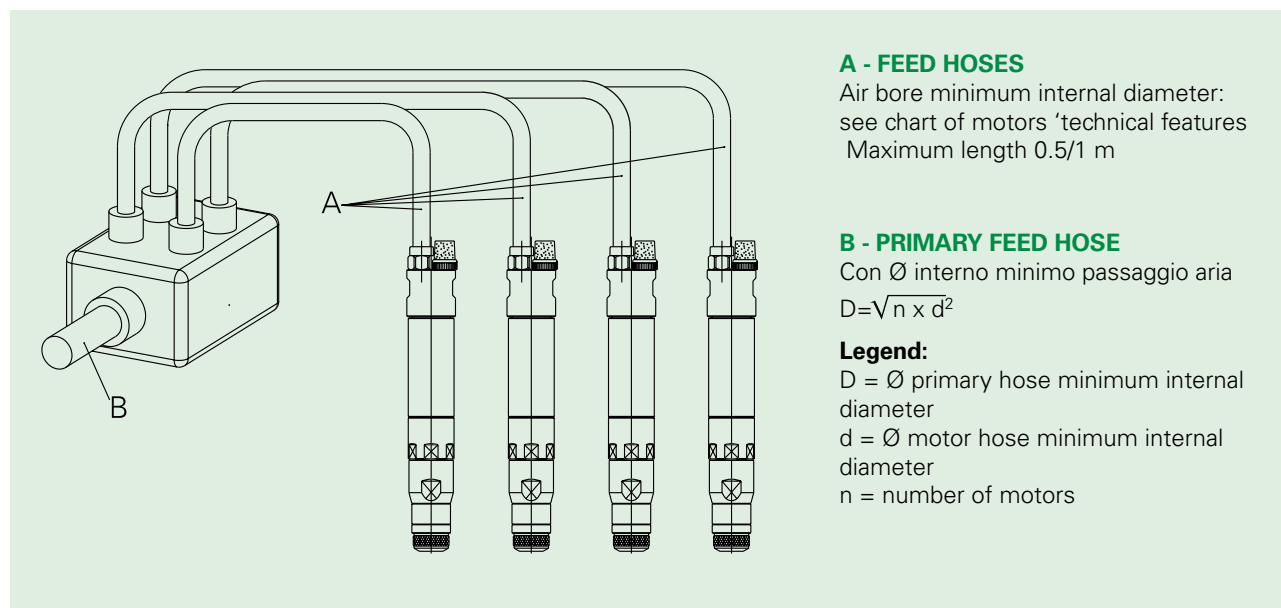 A
B
A - FEED HOSES
Air bore minimum internal diameter:
see chart of motors ‘technical features
Maximum length 0.5/1 m
B - PRIMARY FEED HOSE
Con Ø interno minimo passaggio aria
D=√n x d²
Legend:
D = Ø primary hose minimum internal
diameter
d = Ø motor hose minimum internal
diameter
n = number of motors